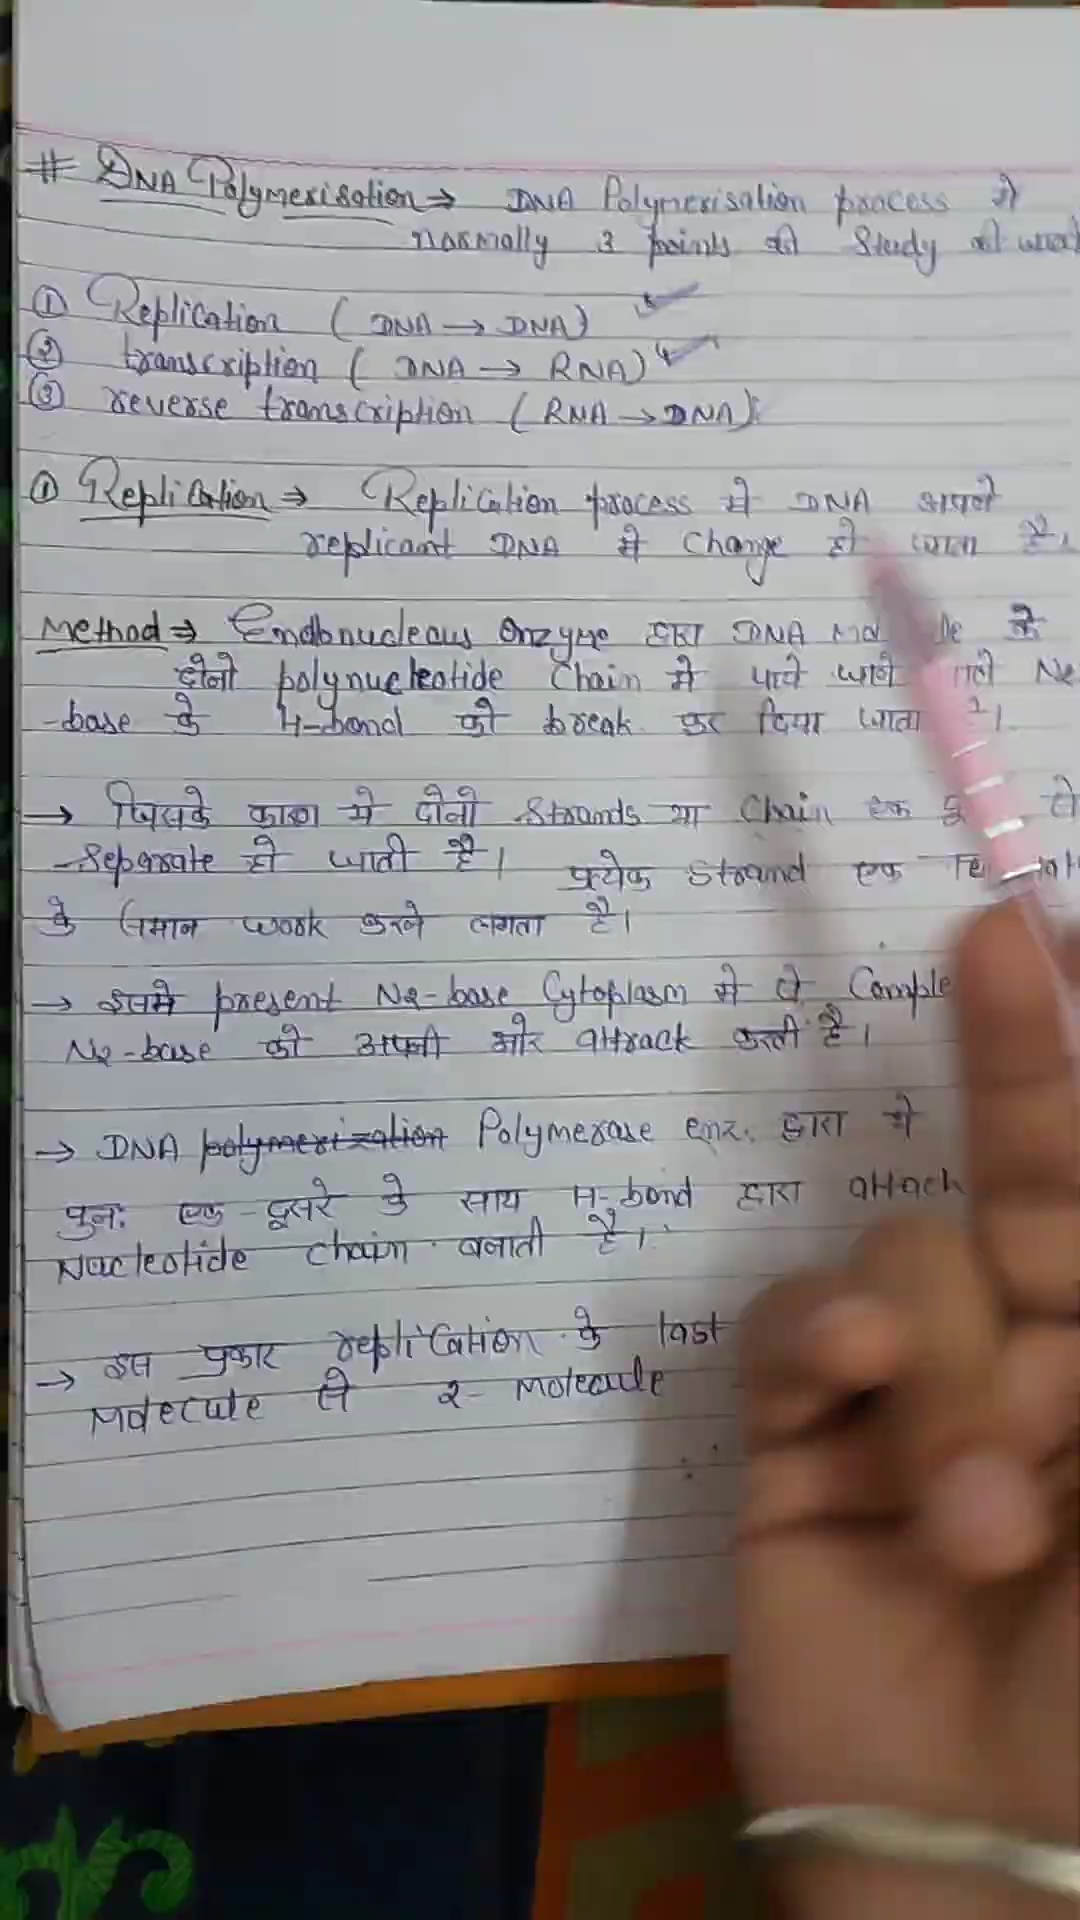 # DNA Polymerisation ⇒ DNA Polymerisation process मे
normally 3 points की study की
① Replication ( DNA → DNA)
② transcription ( DNA → RNA)
③ reverse transcription ( RNA → DNA)
① Replication ⇒ Replication process मे DNA अपने
replicant DNA मे Change हो जाता है।
Method ⇒ Endonucleous enzyme द्वारा DNA के
दोनो polynucleotide Chain मे पाये जाने N2
-base के H-bond को break कर दिया जाता है।
→ जिसके कारण मे दोनो Strands या Chain एक से
-separate हो जाती है। प्रत्येक strand एक
के समान work करने लगता है।
→ इसमे present N2-base Cytoplasm मे से
N2-base को अपनी ओर attrack करती है।
→ DNA polymerization Polymerase enz. द्वारा ये
पुनः एक-दूसरे के साथ H-bond द्वारा attach
Nucleotide chain बनाती है।
→ इस प्रकार replication के last
Molecule से 2- Molecule